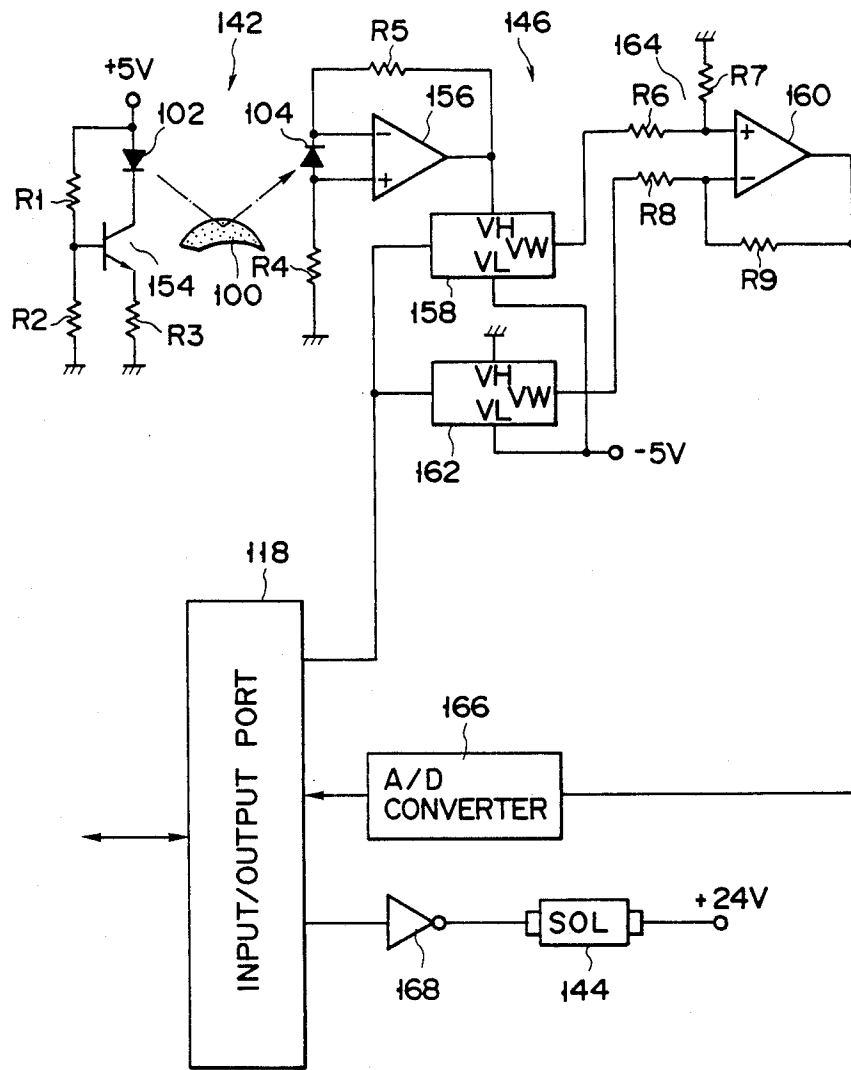 142
R5
146
164
+5V
R7
102
104
156
R6
160
R1
R8
VH
VW
VL
R4
R9
154
100
158
R2
R3
VH
VW
VL
162
-5V
118
INPUT/OUTPUT PORT
166
A/D
CONVERTER
+24V
SOL
168
144